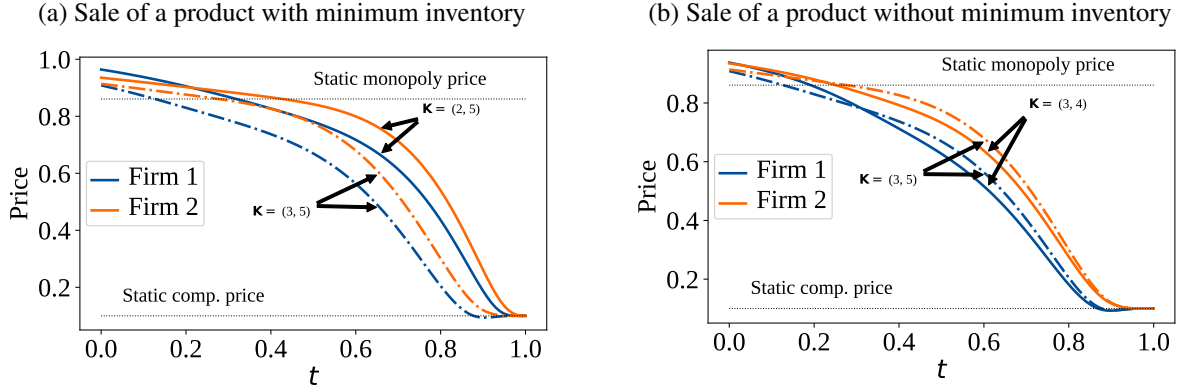 (a) Sale of a product with minimum inventory
1.0
0.8
0.6
0.4
0.2
Price
Static monopoly price
K = (2, 5)
Firm 1
Firm 2
K = (3, 5)
Static comp. price
0.0 0.2 0.4 0.6 0.8 1.0
t
(b) Sale of a product without minimum inventory
0.8
0.6
0.4
0.2
Price
Static monopoly price
K = (3, 4)
Firm 1
Firm 2
K = (3, 5)
Static comp. price
0.0 0.2 0.4 0.6 0.8 1.0
t